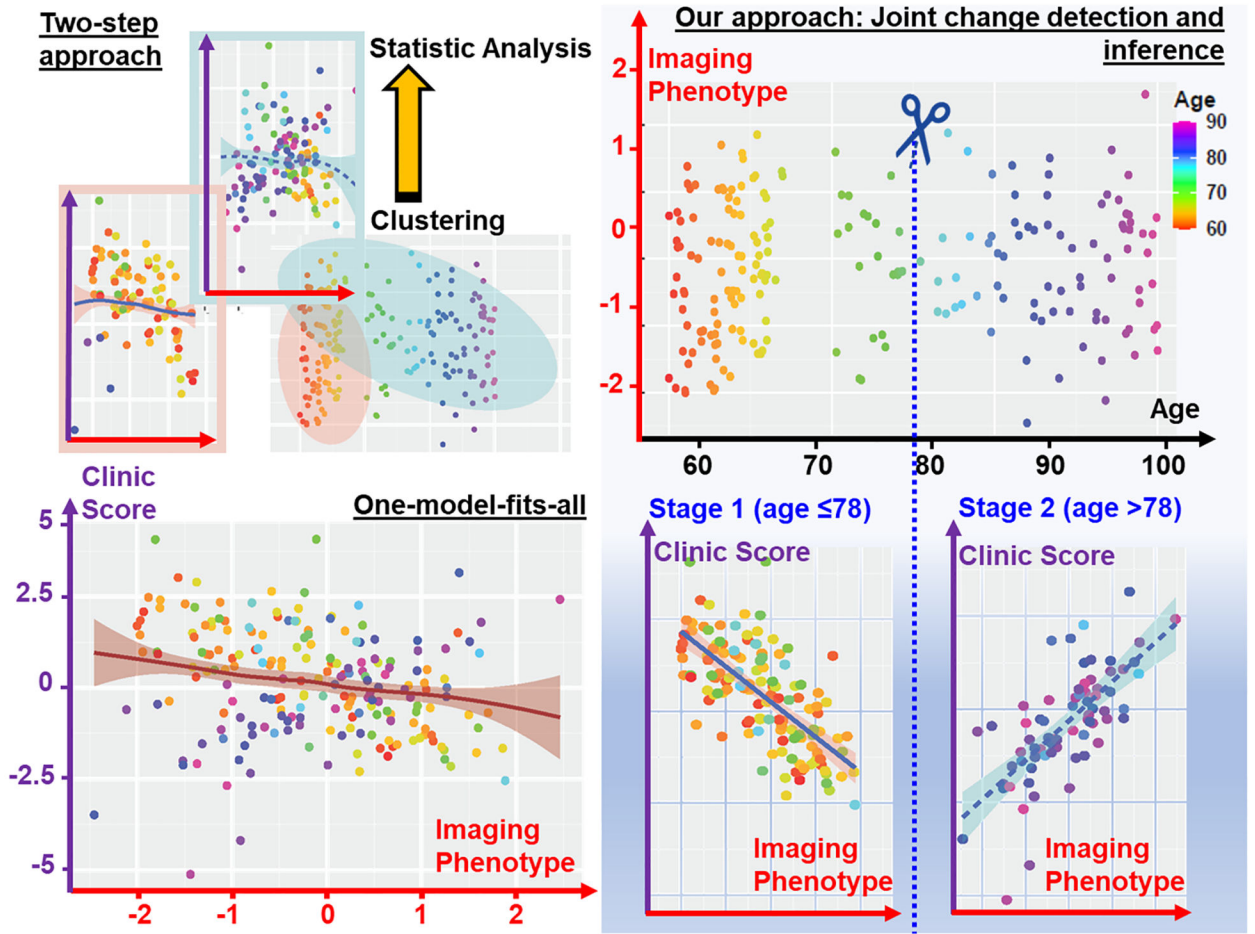 Two-step
approach
Statistic Analysis
Clustering
Our approach: Joint change detection and
inference
Imaging
Phenotype
2
1
0
-1
-2
Age
90
80
70
60
Age
60
70
80
90
100
Clinic
Score
One-model-fits-all
5
2.5
0
-2.5
-5
Imaging
Phenotype
-2
-1
0
1
2
Stage 1 (age ≤78)
Clinic Score
Imaging
Phenotype
Stage 2 (age >78)
Clinic Score
Imaging
Phenotype